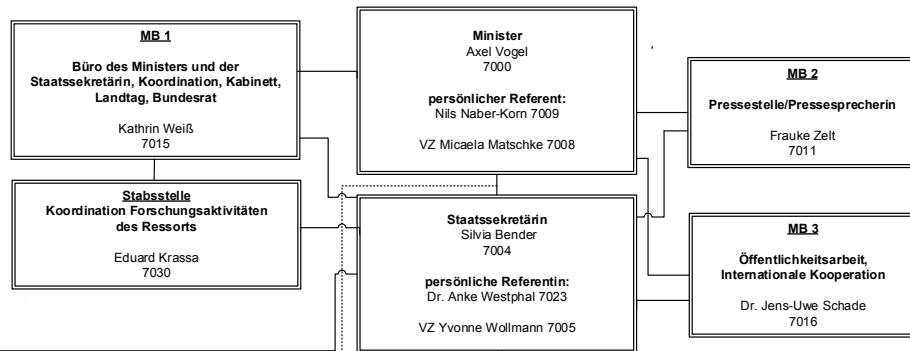 MB 1
Büro des Ministers und der
Staatssekretärin, Koordination, Kabinett,
Landtag, Bundesrat
Kathrin Weiß
7015
Stabsstelle
Koordination Forschungsaktivitäten
des Ressorts
Eduard Krassa
7030
Minister
Axel Vogel
7000
persönlicher Referent:
Nils Naber-Korn 7009
VZ Micaela Matschke 7008
Staatssekretärin
Silvia Bender
7004
persönliche Referentin:
Dr. Anke Westphal 7023
VZ Yvonne Wollmann 7005
MB 2
Pressestelle/Pressesprecherin
Frauke Zelt
7011
MB 3
Öffentlichkeitsarbeit,
Internationale Kooperation
Dr. Jens-Uwe Schade
7016